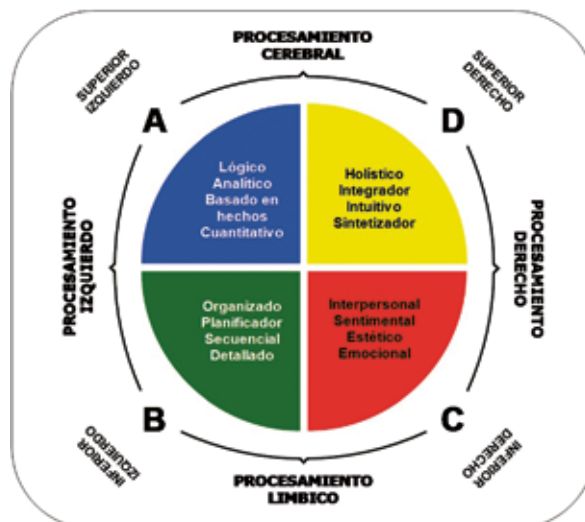 PROCESAMIENTO
CEREBRAL
SUPERIOR
IZQUIERDO
SUPERIOR
DERECHO
A
D
Lógico
Analítico
Basado en
hechos
Cuantitativo
Holístico
Integrador
Intuitivo
Sintetizador
PROCESAMIENTO
IZQUIERDO
PROCESAMIENTO
DERECHO
Organizado
Planificador
Secuencial
Detallado
Interpersonal
Sentimental
Estético
Emocional
B
C
INFERIOR
IZQUIERDO
INFERIOR
DERECHO
PROCESAMIENTO
LIMBICO